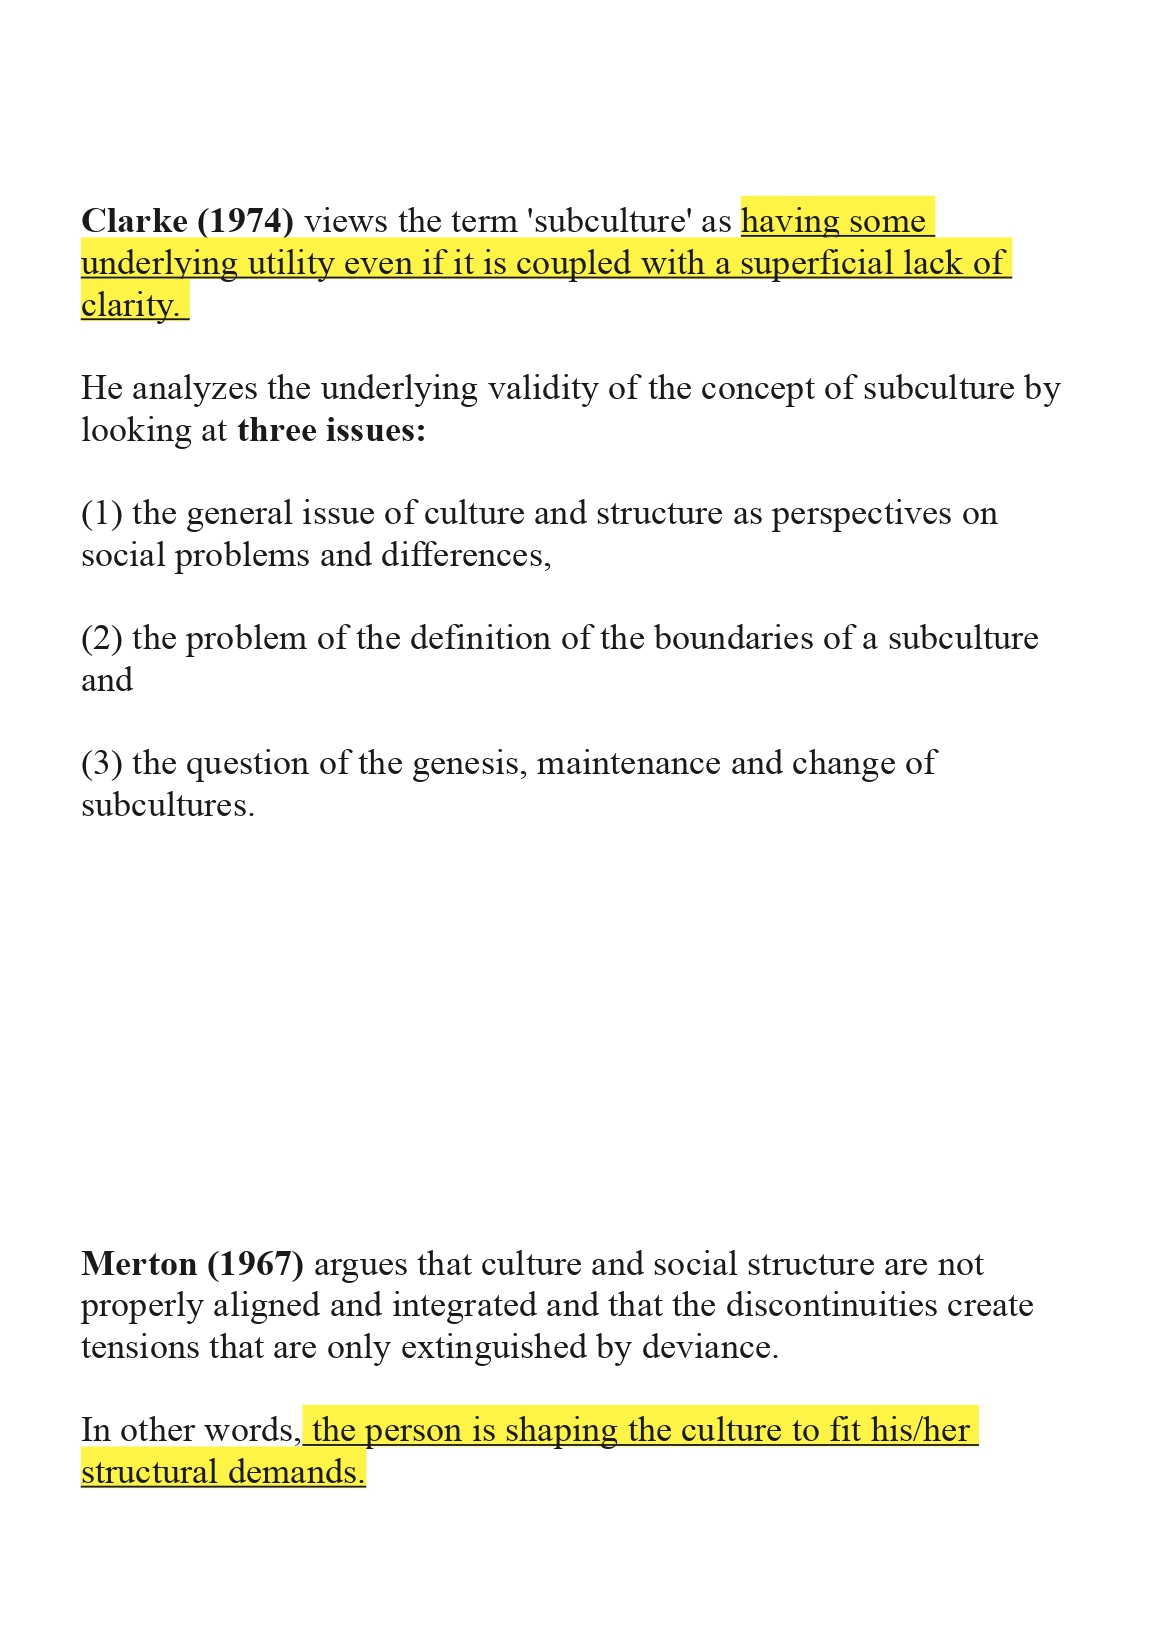 Clarke (1974) views the term 'subculture' as having some
underlying utility even if it is coupled with a superficial lack of
clarity.
He analyzes the underlying validity of the concept of subculture by
looking at three issues:
(1) the general issue of culture and structure as perspectives on
social problems and differences,
(2) the problem of the definition of the boundaries of a subculture
and
(3) the question of the genesis, maintenance and change of
subcultures.
Merton (1967) argues that culture and social structure are not
properly aligned and integrated and that the discontinuities create
tensions that are only extinguished by deviance.
In other words, the person is shaping the culture to fit his/her
structural demands.